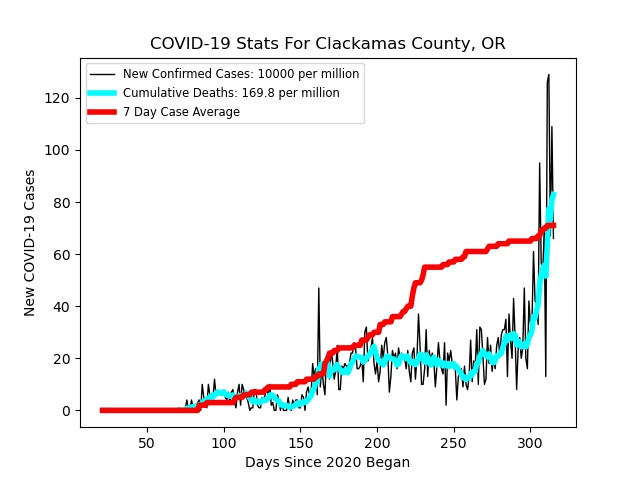 COVID-19 Stats For Clackamas County, OR
New Confirmed Cases: 10000 per million
Cumulative Deaths: 169.8 per million
7 Day Case Average
New COVID-19 Cases
120
100
80
60
40
20
0
50 100 150 200 250 300
Days Since 2020 Began